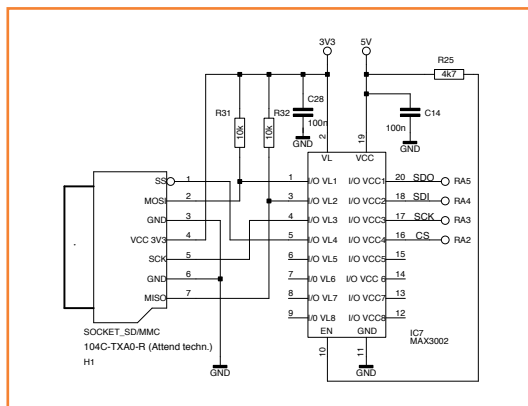 3V3
5V
R25
4k7
R31
10k
R32
10k
C28
100n
GND
C14
100n
GND
2
19
VL
VCC
SS
1
MOSI
2
GND
3
VCC 3V3
4
SCK
5
GND
6
MISO
7
1
I/O VL1
I/O VCC1
20
SDO
RA5
3
I/O VL2
I/O VCC2
18
SDI
RA4
4
I/O VL3
I/O VCC3
17
SCK
RA3
5
I/O VL4
I/O VCC4
16
CS
RA2
6
I/O VL5
I/O VCC5
15
7
I/O VL6
I/O VCC 6
14
8
I/O VL7
I/O VCC7
13
9
I/O VL8
I/O VCC8
12
EN
GND
10
11
IC7
MAX3002
SOCKET_SD/MMC
104C-TXA0-R (Attend techn.)
H1
GND
GND